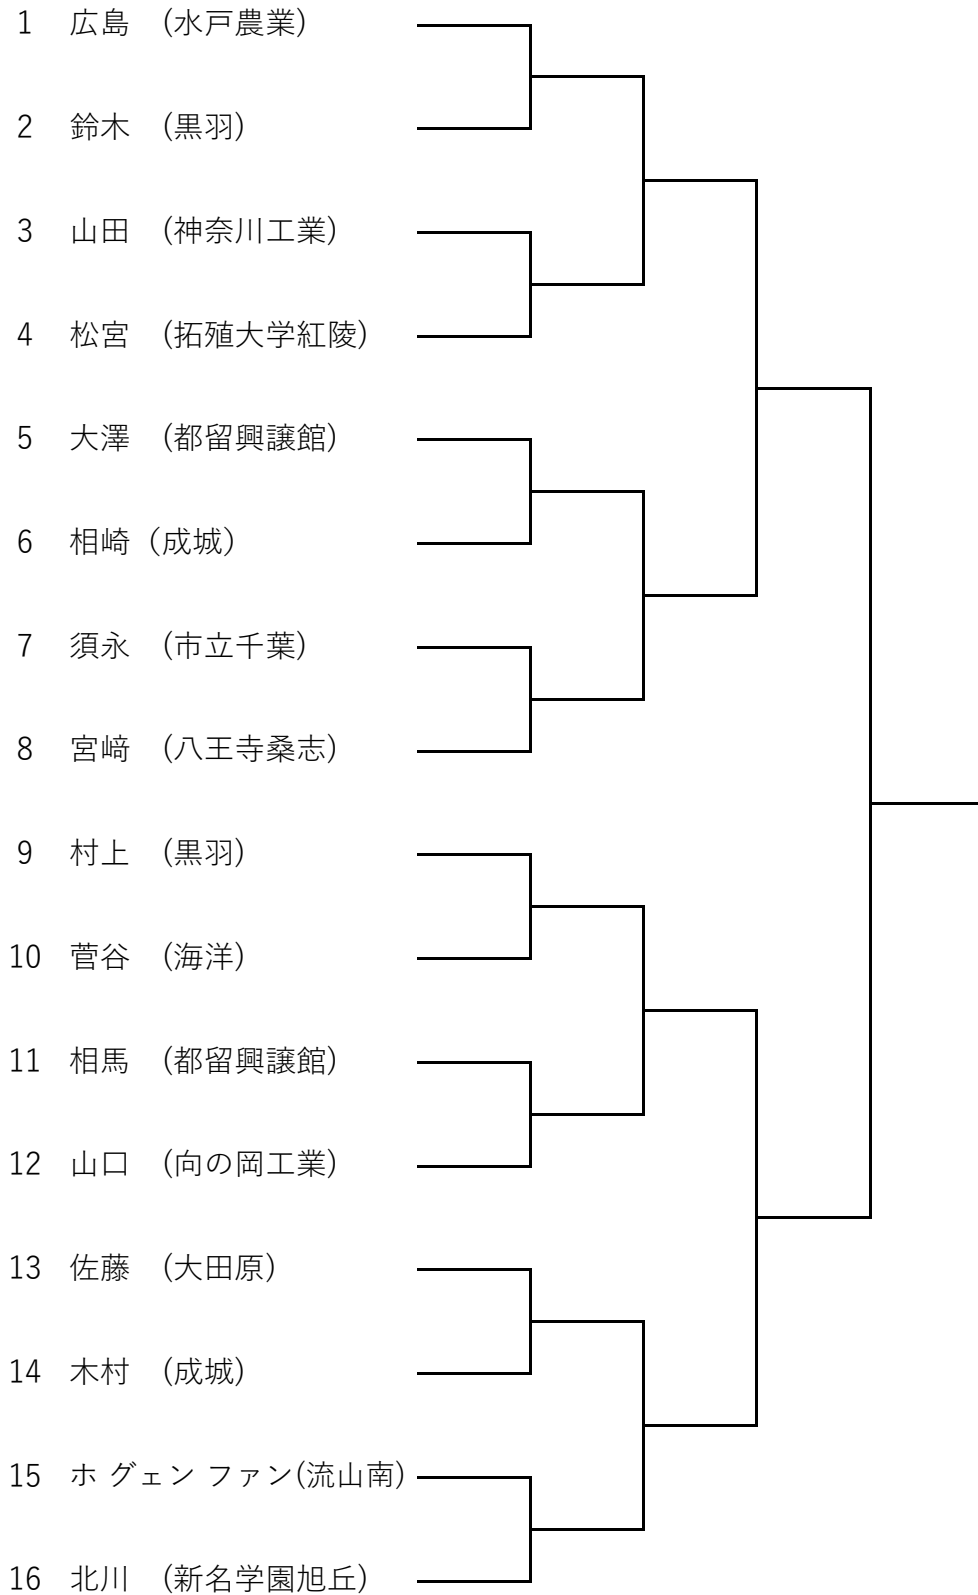 1 広島 (水戸農業)
2 鈴木 (黒羽)
3 山田 (神奈川工業)
4 松宮 (拓殖大学紅陵)
5 大澤 (都留興譲館)
6 相崎 (成城)
7 須永 (市立千葉)
8 宮﨑 (八王寺桑志)
9 村上 (黒羽)
10 菅谷 (海洋)
11 相馬 (都留興譲館)
12 山口 (向の岡工業)
13 佐藤 (大田原)
14 木村 (成城)
15 ホ グェン ファン(流山南)
16 北川 (新名学園旭丘)